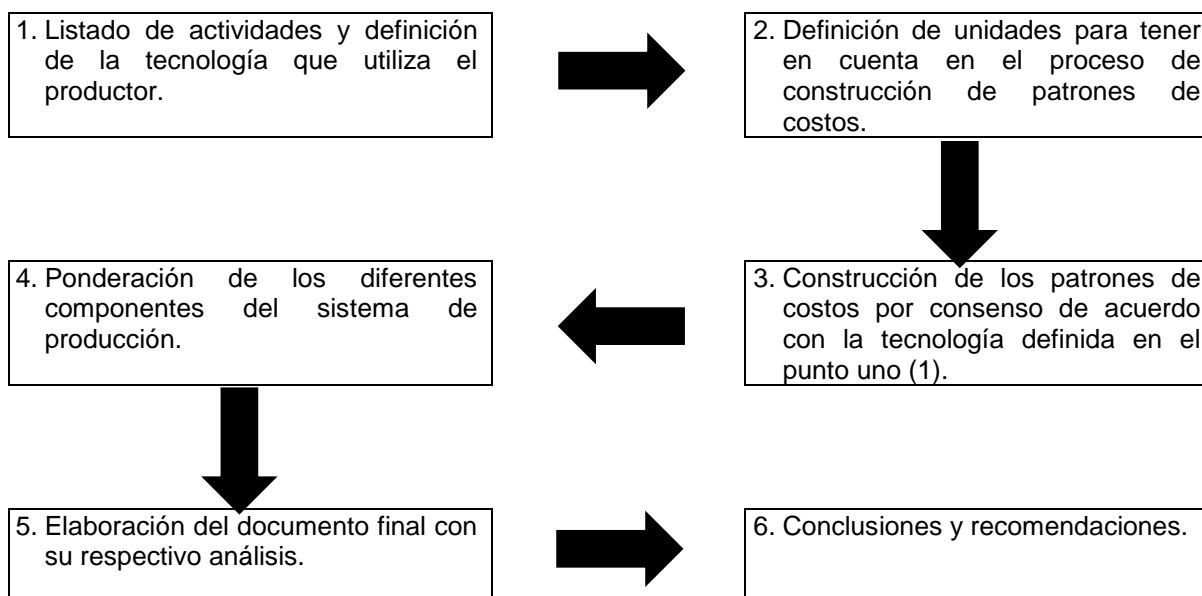 1. Listado de actividades y definición
de la tecnología que utiliza el
productor.
2. Definición de unidades para tener
en cuenta en el proceso de
construcción de patrones de
costos.
3. Construcción de los patrones de
costos por consenso de acuerdo
con la tecnología definida en el
punto uno (1).
4. Ponderación de los diferentes
componentes del sistema de
producción.
5. Elaboración del documento final con
su respectivo análisis.
6. Conclusiones y recomendaciones.